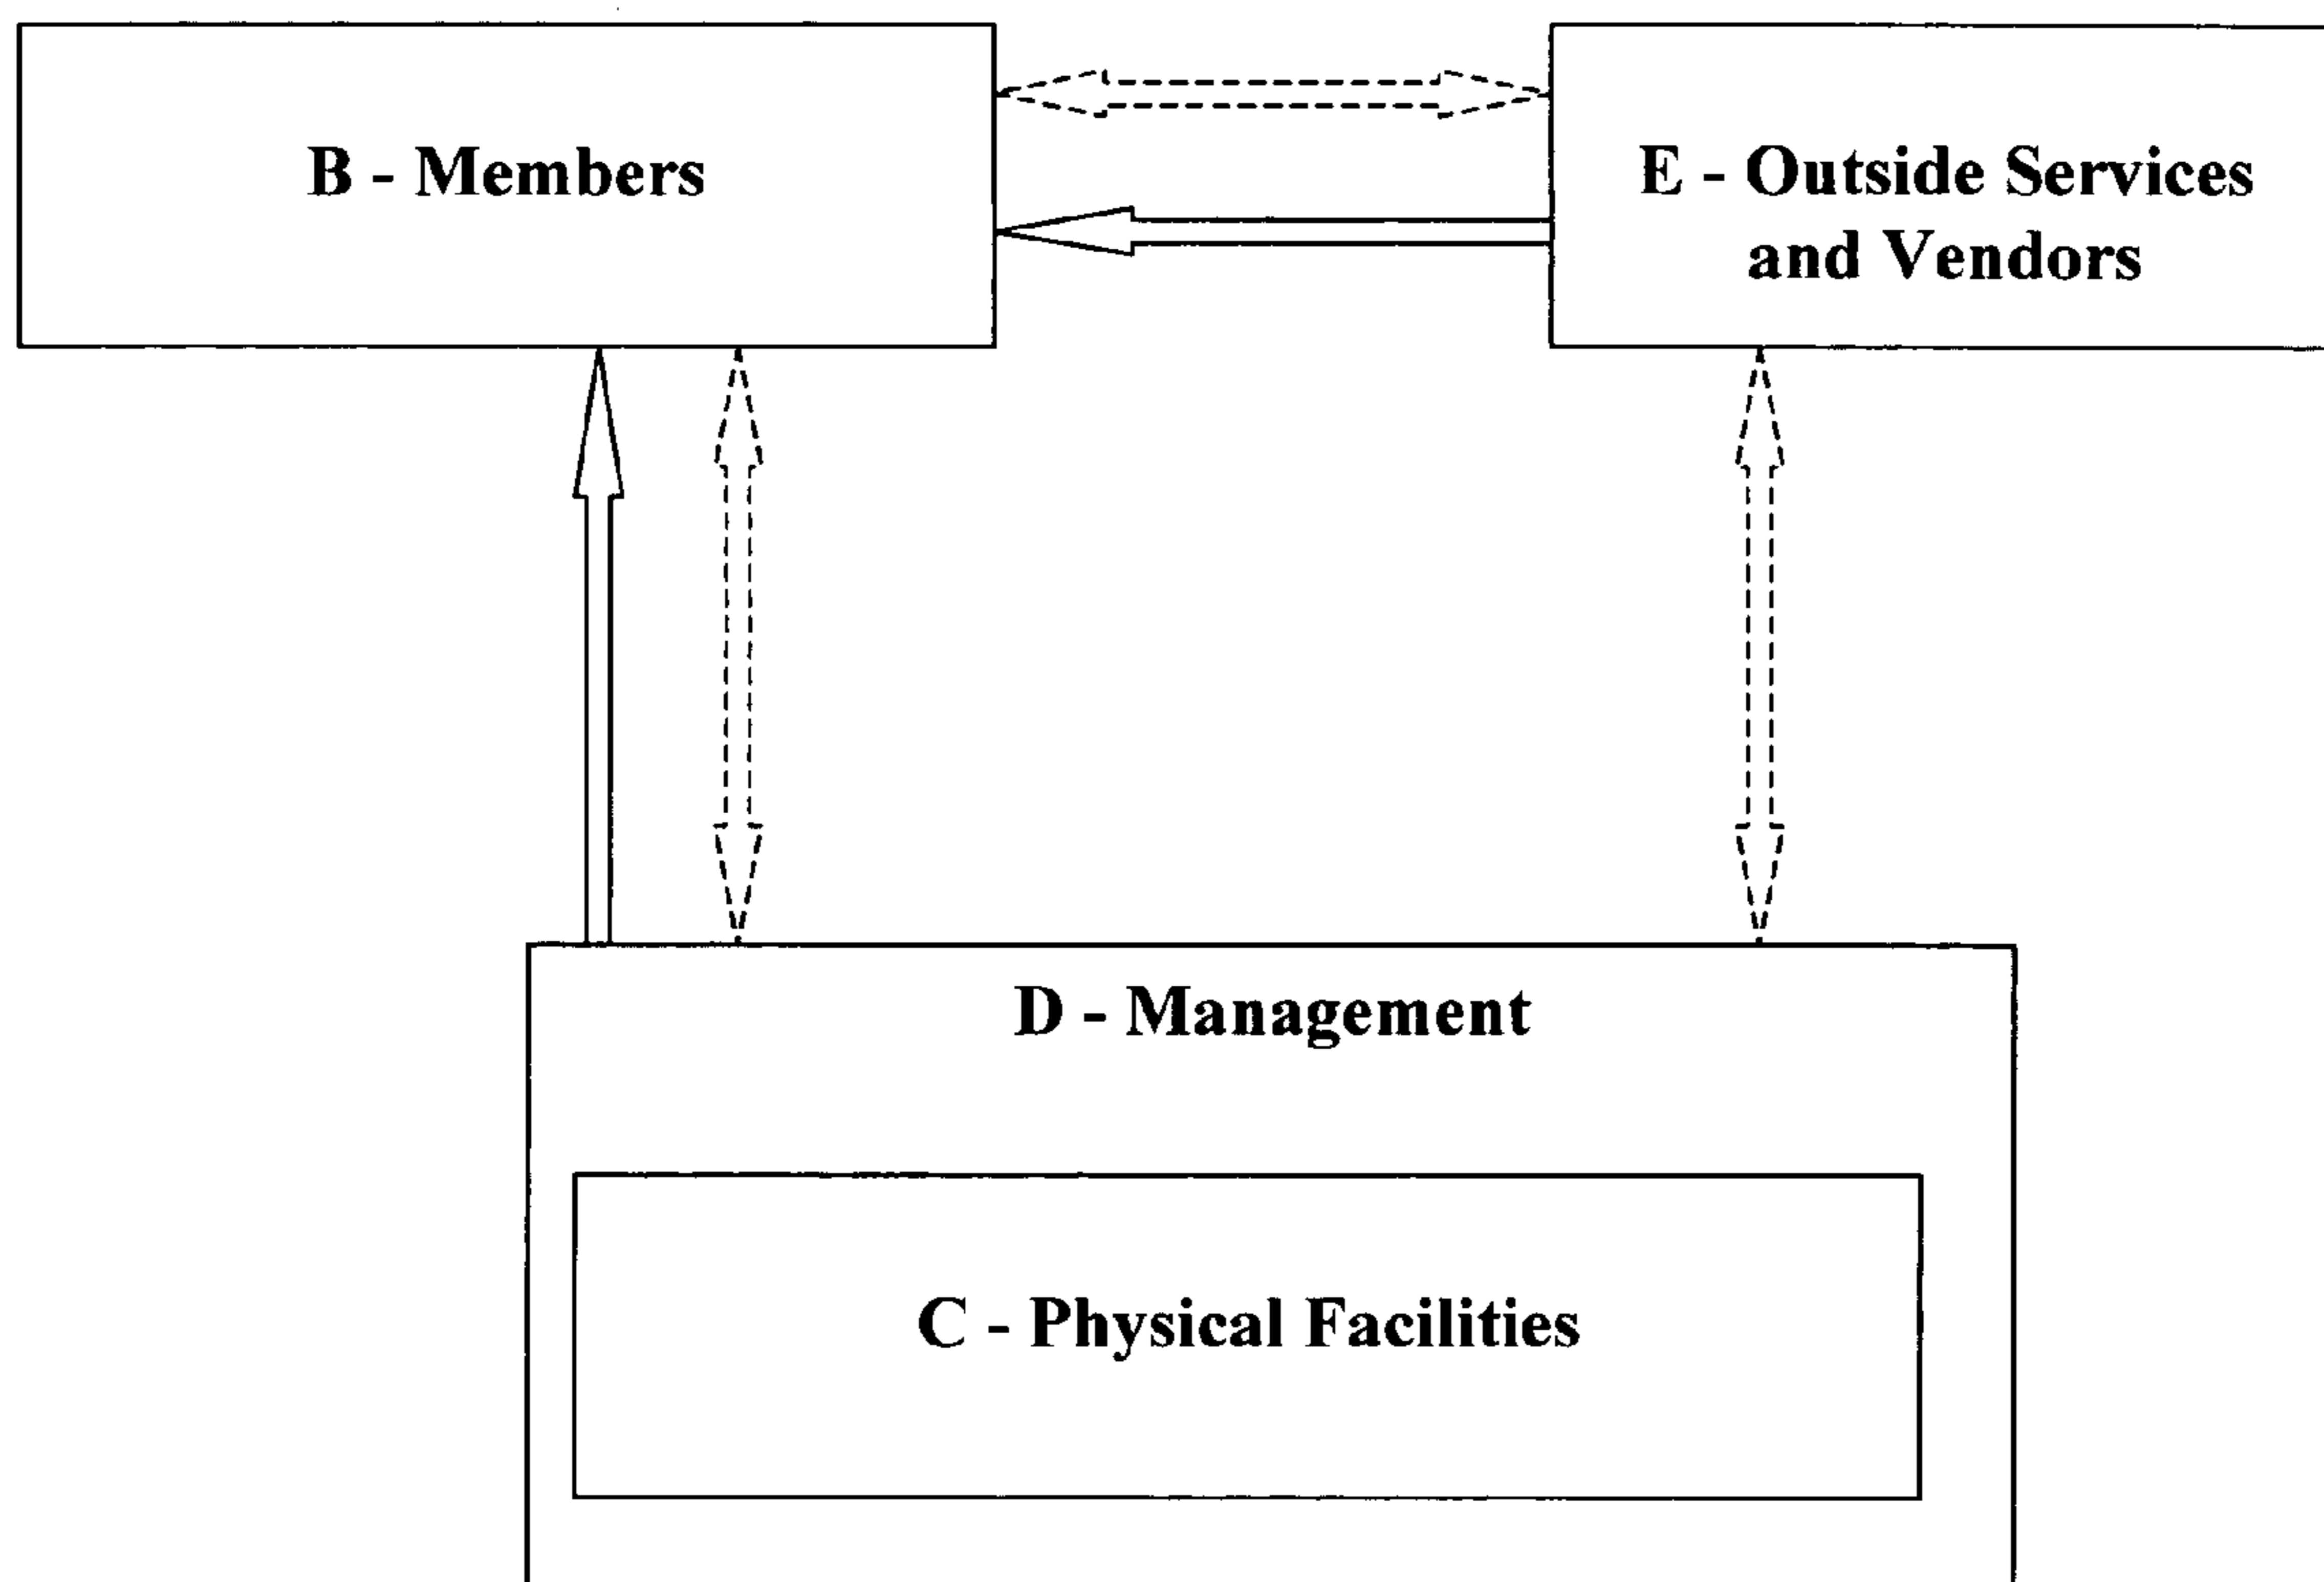 B - Members
E - Outside Services
and Vendors
D - Management
C - Physical Facilities